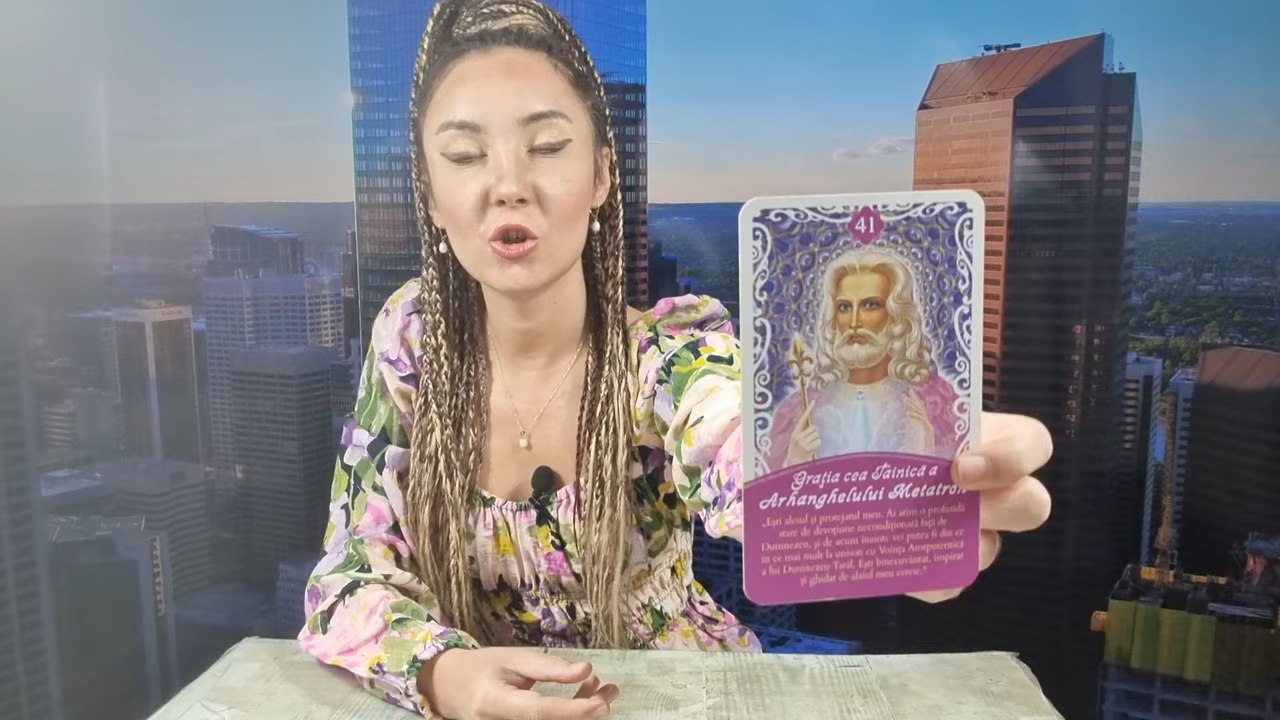 41
Grația cea Tainică a
Arhanghelului Metatron
„Ești alesul și protejatul meu. Ai atins o profundă
stare de devoțiune necondiționată față de
Dumnezeu, și de acum înainte vei putea fi din ce
în ce mai mult la unison cu Voința Atotputernică
a lui Dumnezeu Tatăl. Ești binecuvântat, inspirat
și ghidat de alaiul meu ceresc.“